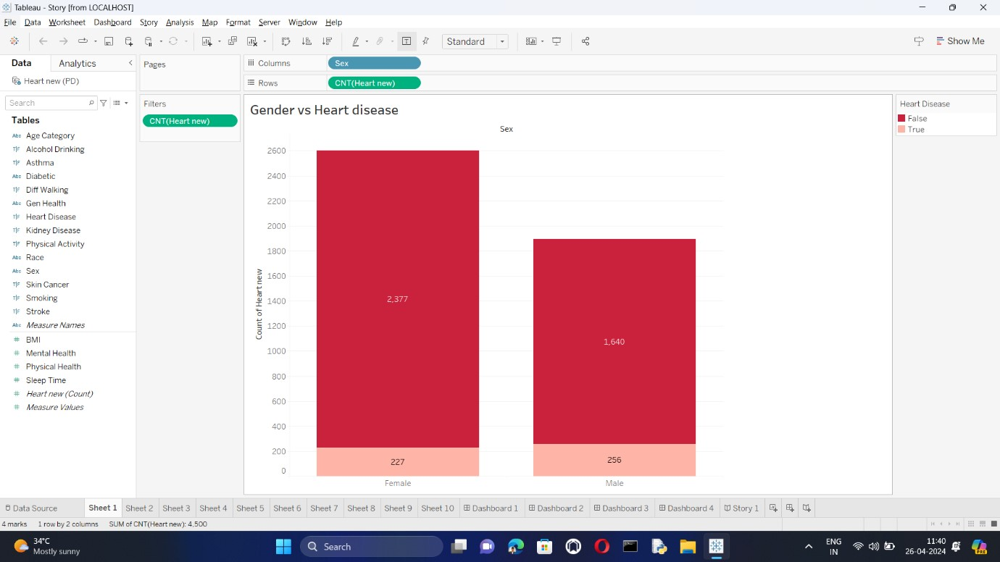 Tableau - Story [from LOCALHOST]
File Data Worksheet Dashboard Story Analysis Map Format Server Window Help
Standard
Show Me
Data Analytics
Pages
Columns Sex
Heart new (PD)
Rows CNT(Heart new)
Search
Filters
CNT(Heart new)
Tables
Abc Age Category
T|F Alcohol Drinking
T|F Asthma
Abc Diabetic
T|F Diff Walking
Abc Gen Health
T|F Heart Disease
T|F Kidney Disease
T|F Physical Activity
Abc Race
Abc Sex
T|F Skin Cancer
T|F Smoking
T|F Stroke
Abc Measure Names
# BMI
# Mental Health
# Physical Health
# Sleep Time
# Heart new (Count)
# Measure Values
Gender vs Heart disease
Sex
Count of Heart new
2600
2400
2200
2000
1800
1600
1400
1200
1000
800
600
400
200
0
2,377
1,640
227
256
Female Male
Heart Disease
False
True
Data Source Sheet 1 Sheet 2 Sheet 3 Sheet 4 Sheet 5 Sheet 6 Sheet 7 Sheet 8 Sheet 9 Sheet 10 Dashboard 1 Dashboard 2 Dashboard 3 Dashboard 4 Story 1
4 marks 1 row by 2 columns SUM of CNT(Heart new): 4,500
34°C
Mostly sunny
Search
ENG
IN
11:40
26-04-2024
PRE